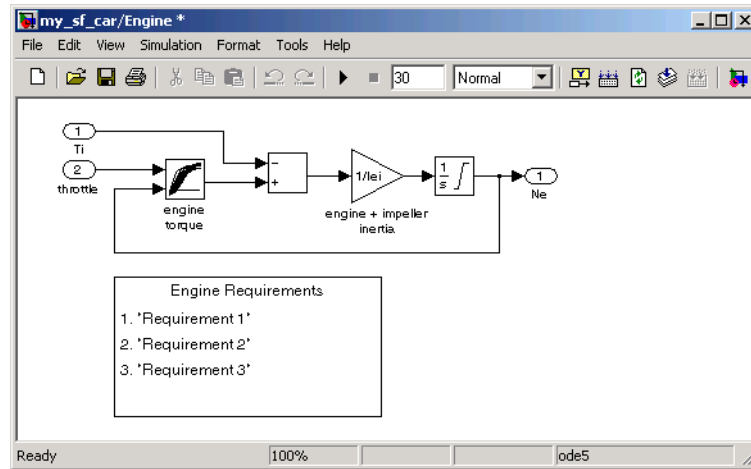 my_sf_car/Engine *
File Edit View Simulation Format Tools Help
30 Normal
1
Ti
2
throttle
engine
torque
−
+
1/Iei
engine + impeller
inertia
1
s
1
Ne
Engine Requirements
1. "Requirement 1"
2. "Requirement 2"
3. "Requirement 3"
Ready 100% ode5